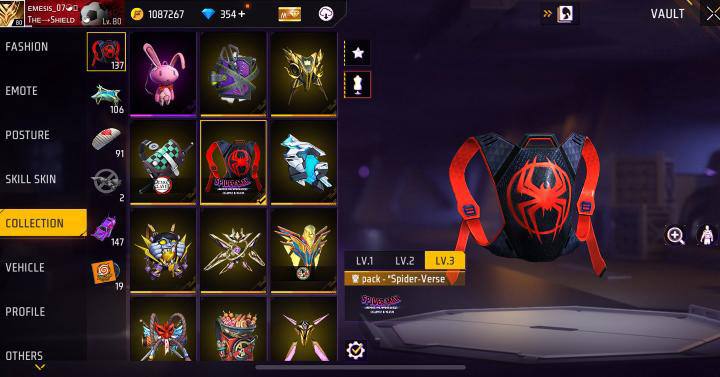 EMESIS_07
THE→SHIELD
80
LV. 80
1087267
354+
VAULT
FASHION
137
EMOTE
106
POSTURE
91
SKILL SKIN
2
COLLECTION
147
VEHICLE
19
PROFILE
OTHERS
LV.1
LV.2
LV.3
pack - "Spider-Verse